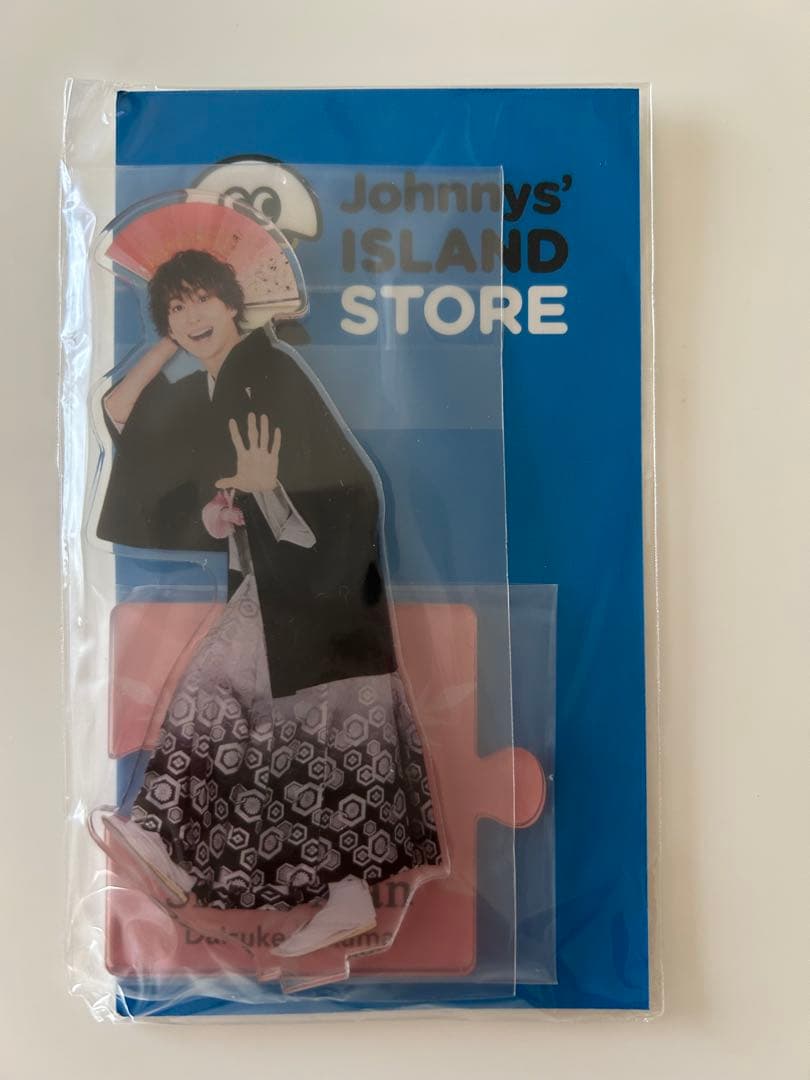 Johnnys'
ISLAND
STORE
Daisuke